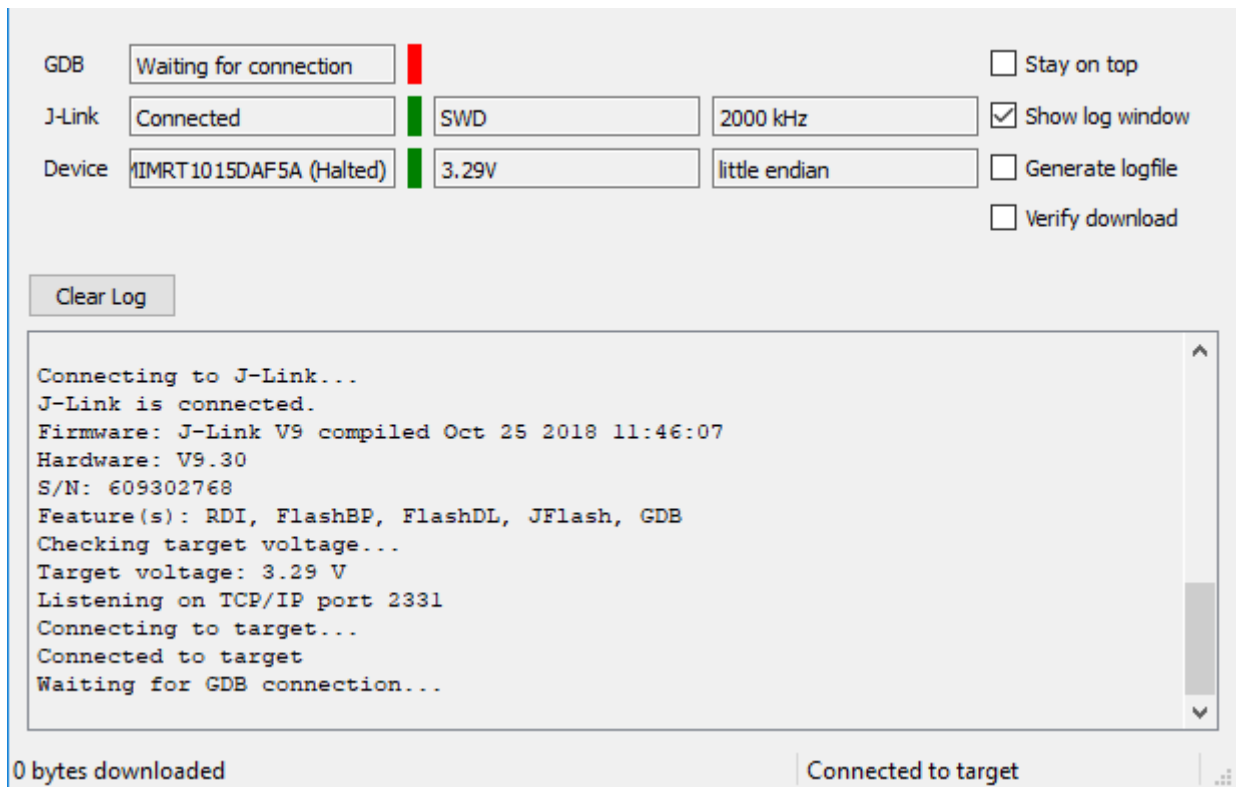 GDB Waiting for connection Stay on top
J-Link Connected SWD 2000 kHz Show log window
Device MIMRT1015DAF5A (Halted) 3.29V little endian Generate logfile
Verify download
Clear Log
Connecting to J-Link...
J-Link is connected.
Firmware: J-Link V9 compiled Oct 25 2018 11:46:07
Hardware: V9.30
S/N: 609302768
Feature(s): RDI, FlashBP, FlashDL, JFlash, GDB
Checking target voltage...
Target voltage: 3.29 V
Listening on TCP/IP port 2331
Connecting to target...
Connected to target
Waiting for GDB connection...
0 bytes downloaded Connected to target